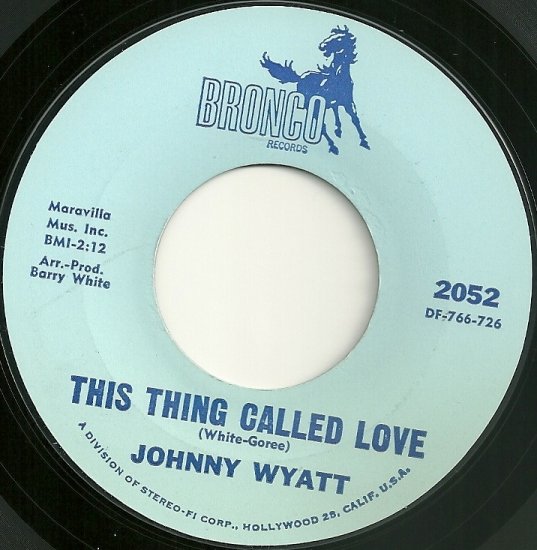 BRONCO
RECORDS
Maravilla
Mus. Inc.
BMI-2:12
Arr.-Prod.
Barry White
2052
DF-766-726
THIS THING CALLED LOVE
(White-Goree)
JOHNNY WYATT
A DIVISION OF STEREO-FI CORP., HOLLYWOOD 28, CALIF. U.S.A.